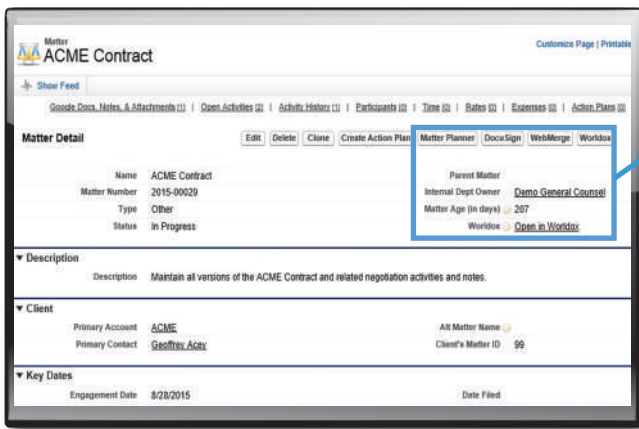 Matter
ACME Contract
Customize Page | Printable
Show Feed
Google Docs, Notes, & Attachments [1] | Open Activities [2] | Activity History [1] | Participants [0] | Time [0] | Rates [0] | Expenses [0] | Action Plans [0]
Matter Detail Edit Delete Clone Create Action Plan Matter Planner DocuSign WebMerge Worldox
Name ACME Contract Parent Matter
Matter Number 2015-00029 Internal Dept Owner Demo General Counsel
Type Other Matter Age (in days) 207
Status In Progress Worldox Open in Worldox
Description
Description Maintain all versions of the ACME Contract and related negotiation activities and notes.
Client
Primary Account ACME Alt Matter Name
Primary Contact Geoffrey Acey Client's Matter ID 99
Key Dates
Engagement Date 8/28/2015 Date Filed